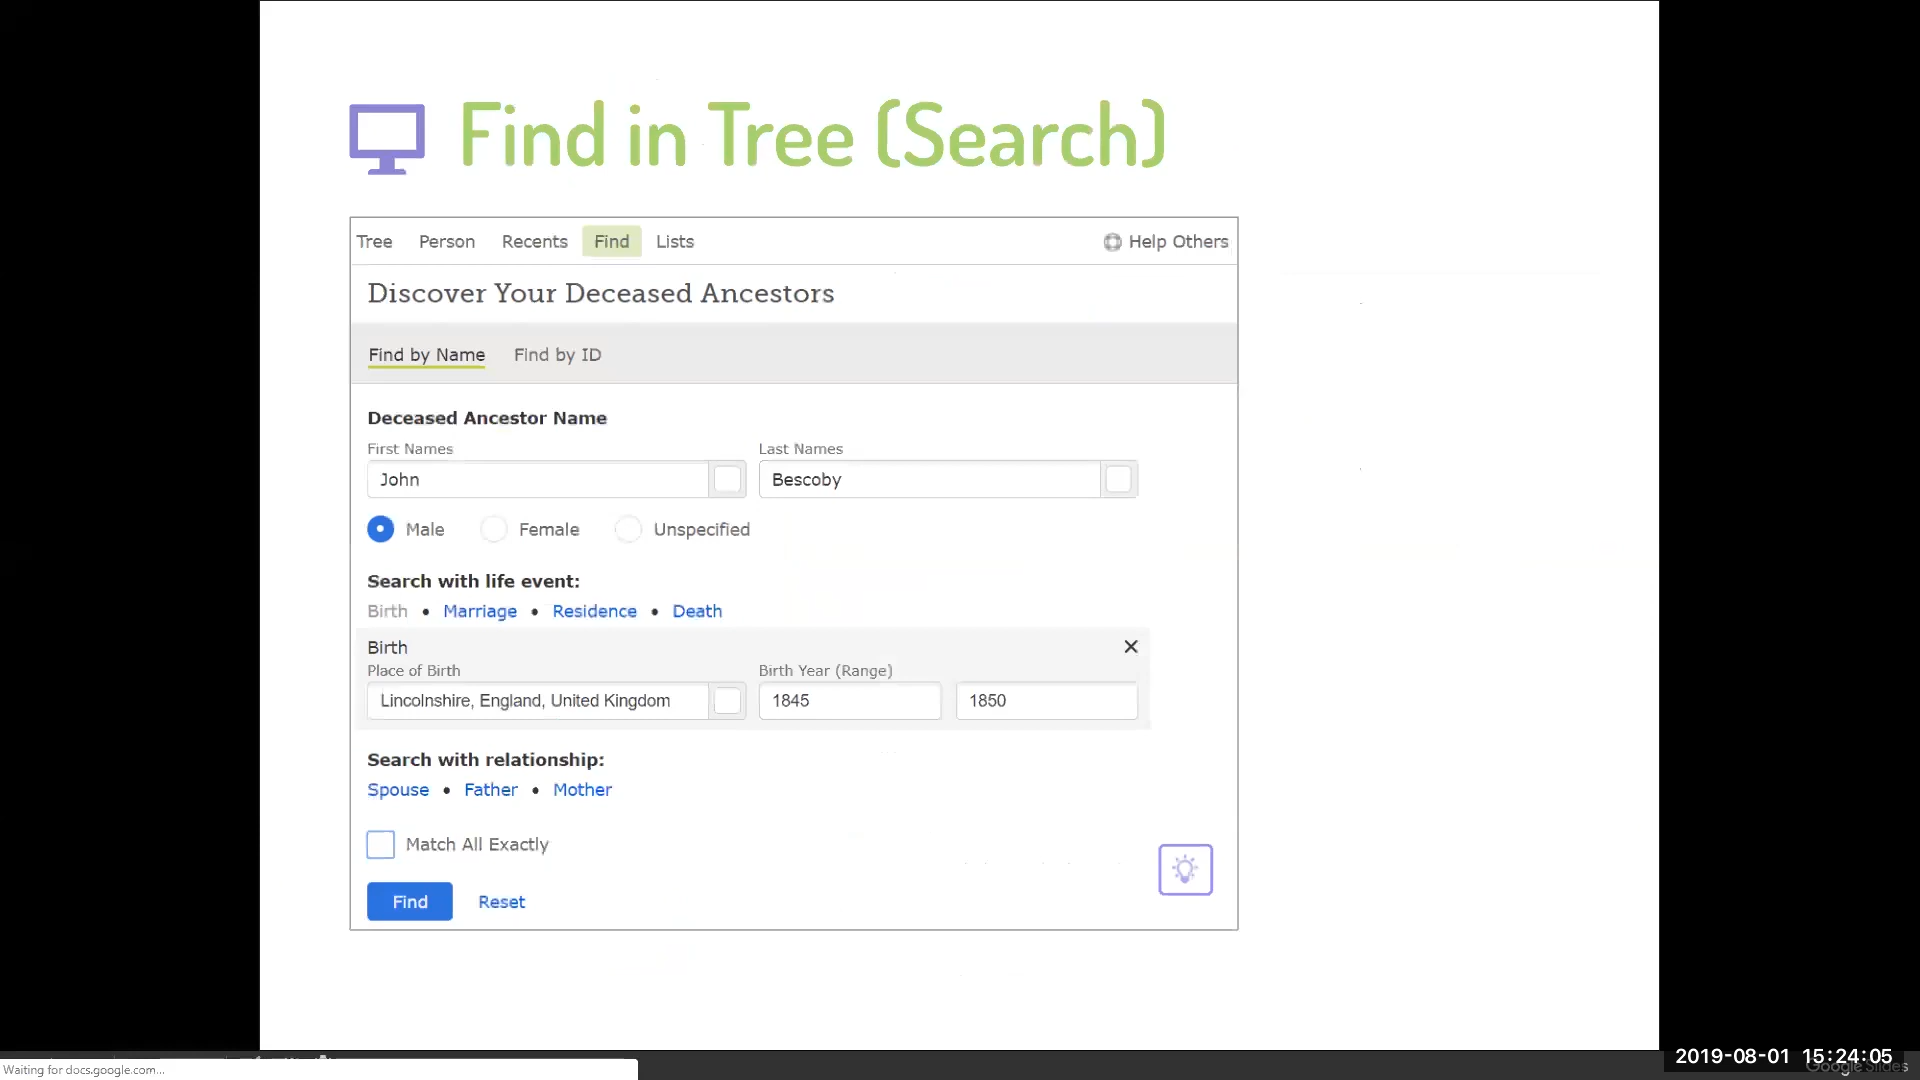 Find in Tree (Search)
Tree Person Recents Find Lists Help Others
Discover Your Deceased Ancestors
Find by Name Find by ID
Deceased Ancestor Name
First Names Last Names
John Bescoby
Male Female Unspecified
Search with life event:
Birth • Marriage • Residence • Death
Birth
Place of Birth Birth Year (Range)
Lincolnshire, England, United Kingdom 1845 1850
Search with relationship:
Spouse • Father • Mother
Match All Exactly
Find Reset
2019-08-01 15:24:05
Google Slides
Waiting for docs.google.com...